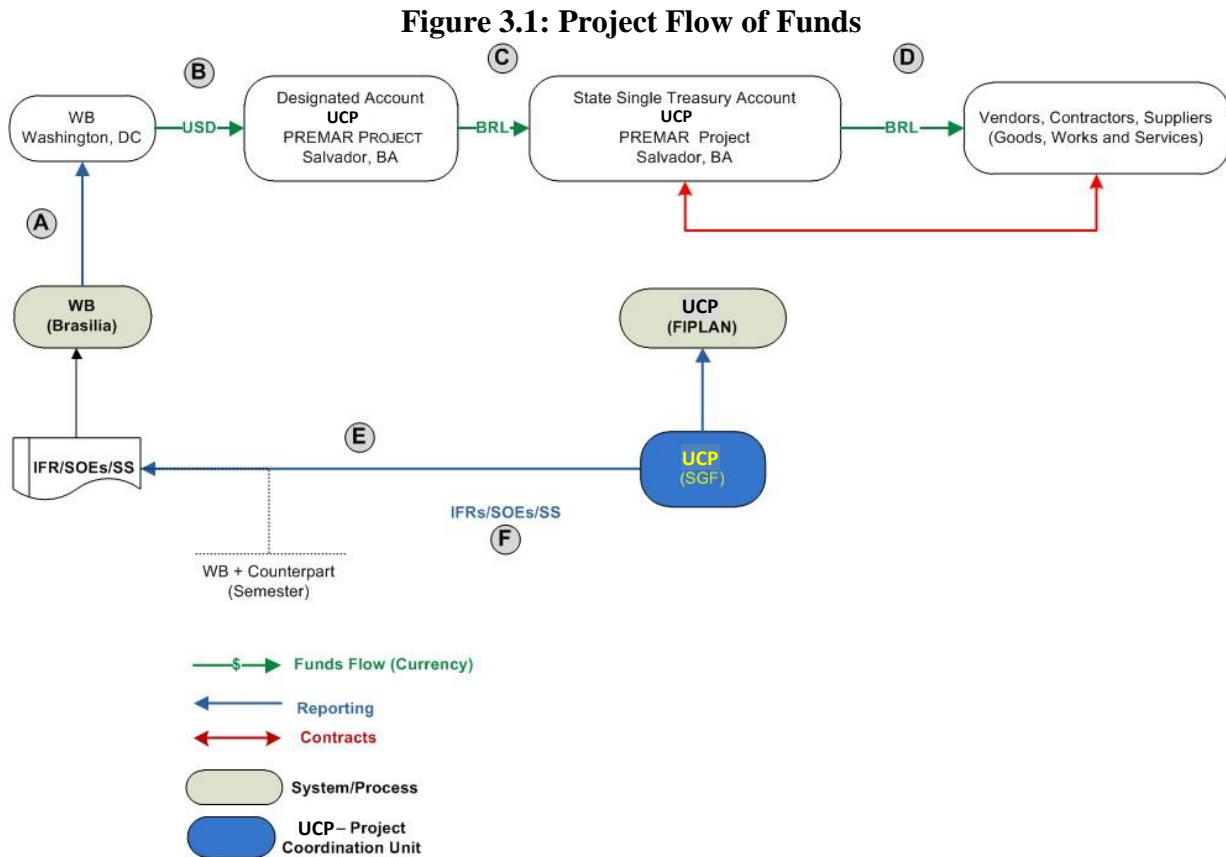 Figure 3.1: Project Flow of Funds
B
C
D
WB
Washington, DC
USD
Designated Account
UCP
PREMAR PROJECT
Salvador, BA
BRL
State Single Treasury Account
UCP
PREMAR Project
Salvador, BA
BRL
Vendors, Contractors, Suppliers
(Goods, Works and Services)
A
WB
(Brasilia)
UCP
(FIPLAN)
E
IFR/SOEs/SS
UCP
(SGF)
IFRs/SOEs/SS
F
WB + Counterpart
(Semester)
$
Funds Flow (Currency)
Reporting
Contracts
System/Process
UCP – Project
Coordination Unit